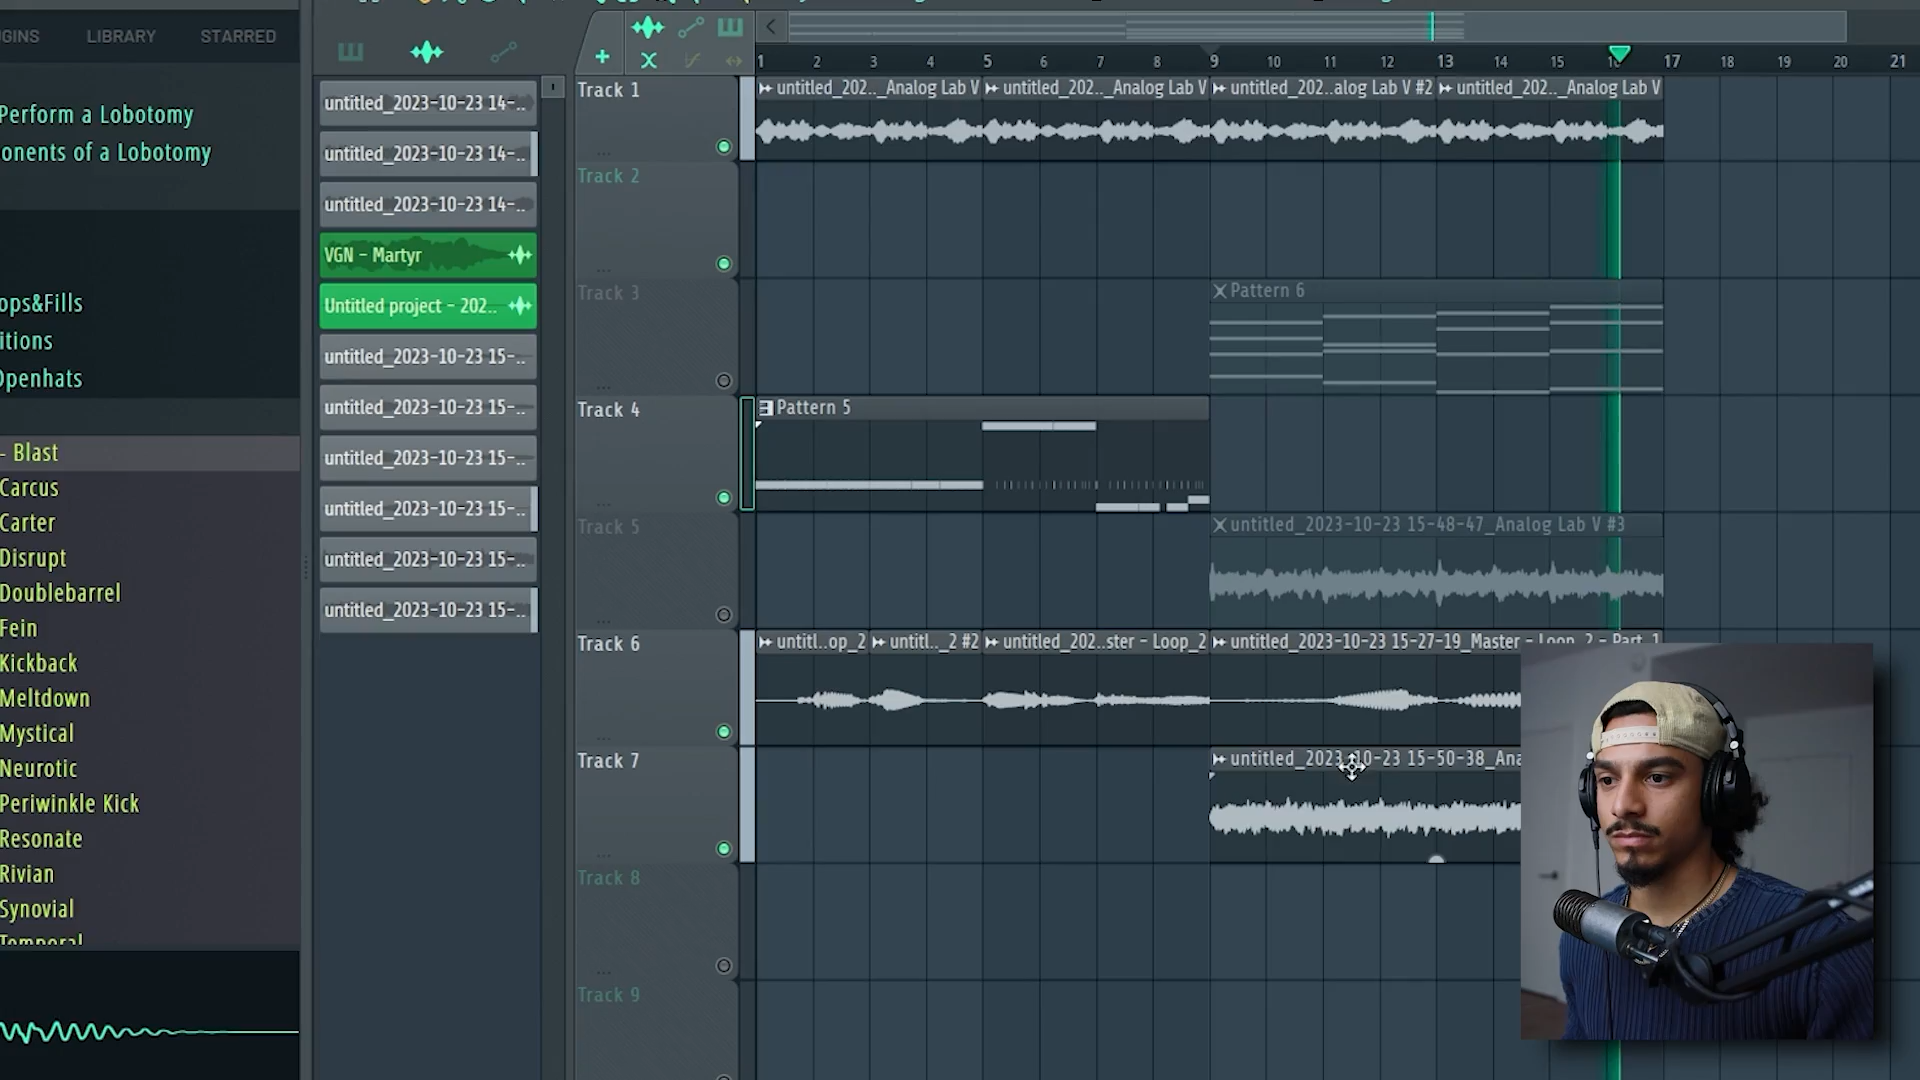 GINS LIBRARY STARRED
Perform a Lobotomy
onents of a Lobotomy
ops&Fills
itions
Openhats
- Blast
Carcus
Carter
Disrupt
Doublebarrel
Fein
Kickback
Meltdown
Mystical
Neurotic
Periwinkle Kick
Resonate
Rivian
Synovial
Temporal
untitled_2023-10-23 14-..
untitled_2023-10-23 14-..
untitled_2023-10-23 14-..
VGN - Martyr
Untitled project - 202..
untitled_2023-10-23 15-..
untitled_2023-10-23 15-..
untitled_2023-10-23 15-..
untitled_2023-10-23 15-..
untitled_2023-10-23 15-..
untitled_2023-10-23 15-..
1 2 3 4 5 6 7 8 9 10 11 12 13 14 15 16 17 18 19 20 21
Track 1
untitled_202.._Analog Lab V untitled_202.._Analog Lab V untitled_202..alog Lab V #2 untitled_202.._Analog Lab V
Track 2
Track 3
Pattern 6
Track 4
Pattern 5
Track 5
untitled_2023-10-23 15-48-47_Analog Lab V #3
Track 6
untitl..op_2 untitl.._2 #2 untitled_202..ster - Loop_2 untitled_2023-10-23 15-27-19_Master - Loop_2 - Part_1
Track 7
untitled_2023-10-23 15-50-38_Ana
Track 8
Track 9